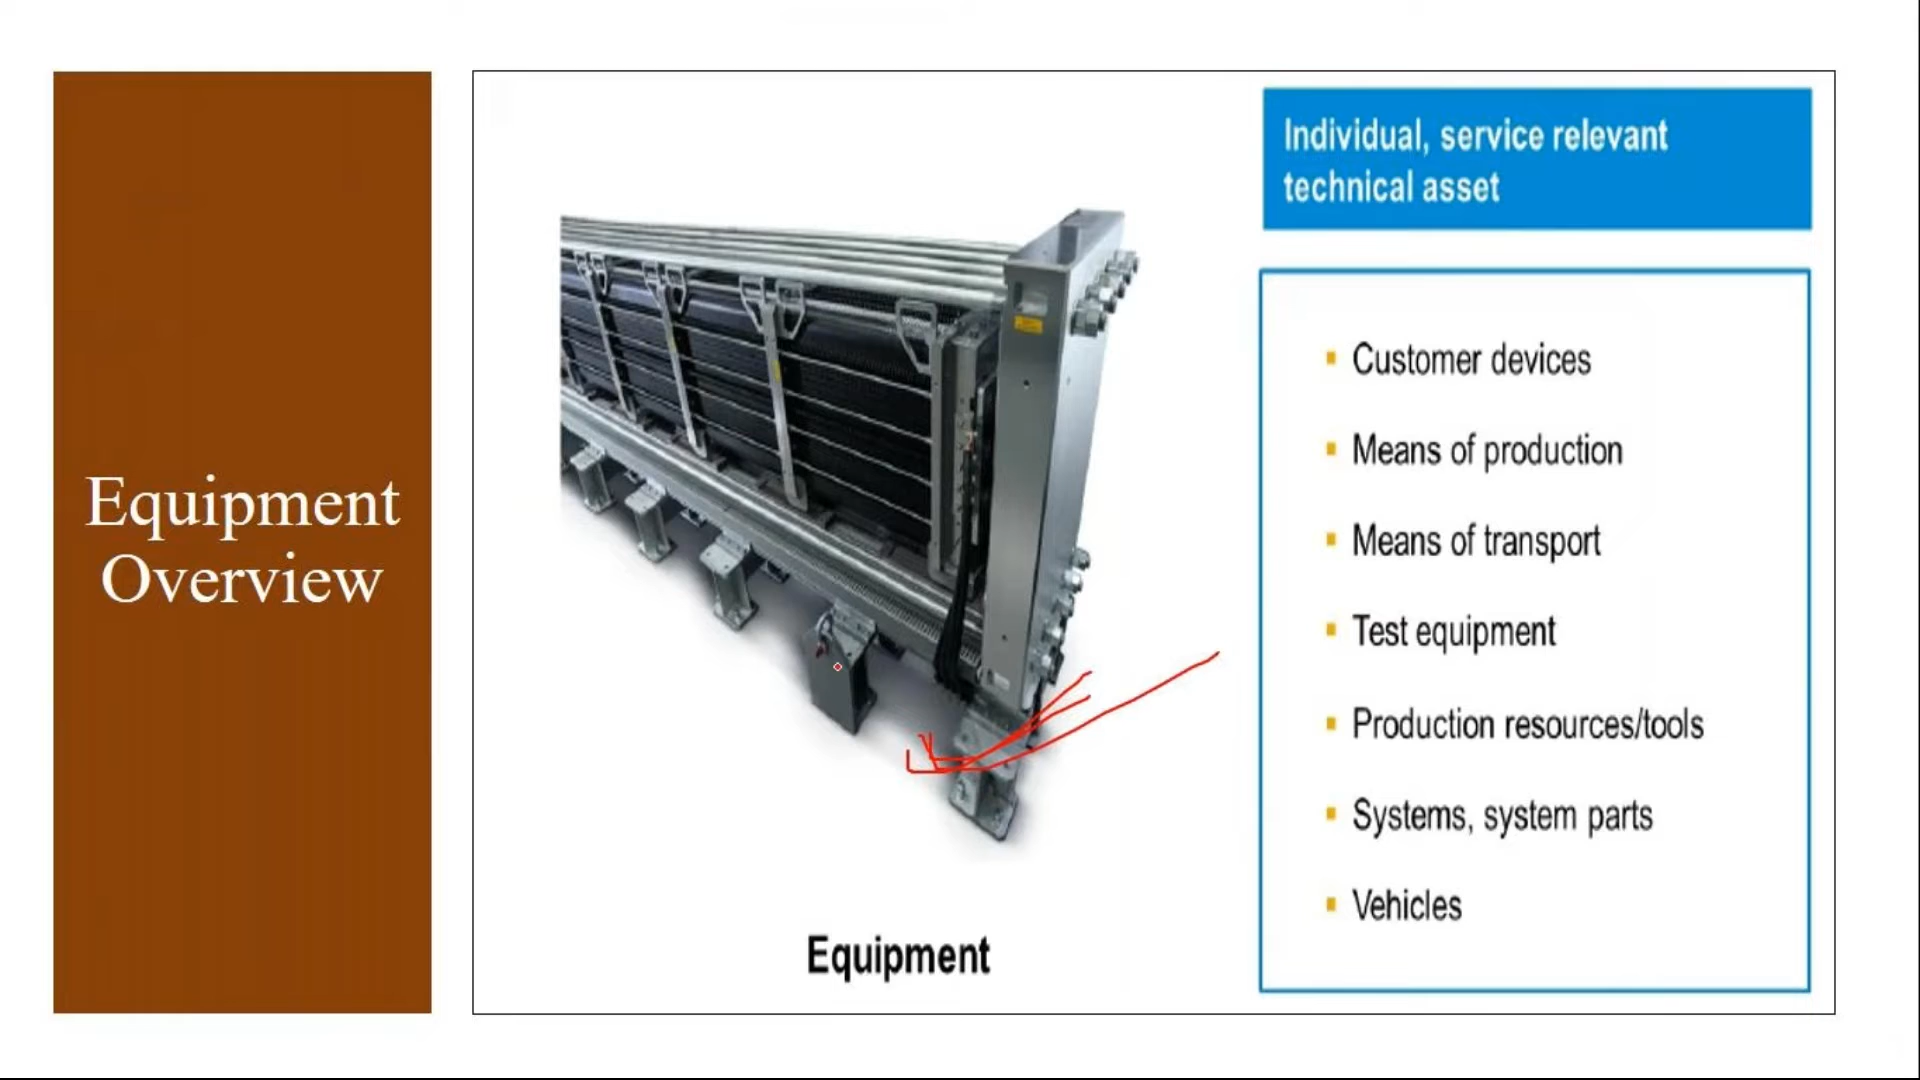 Equipment
Overview
Individual, service relevant
technical asset
Customer devices
Means of production
Means of transport
Test equipment
Production resources/tools
Systems, system parts
Vehicles
Equipment